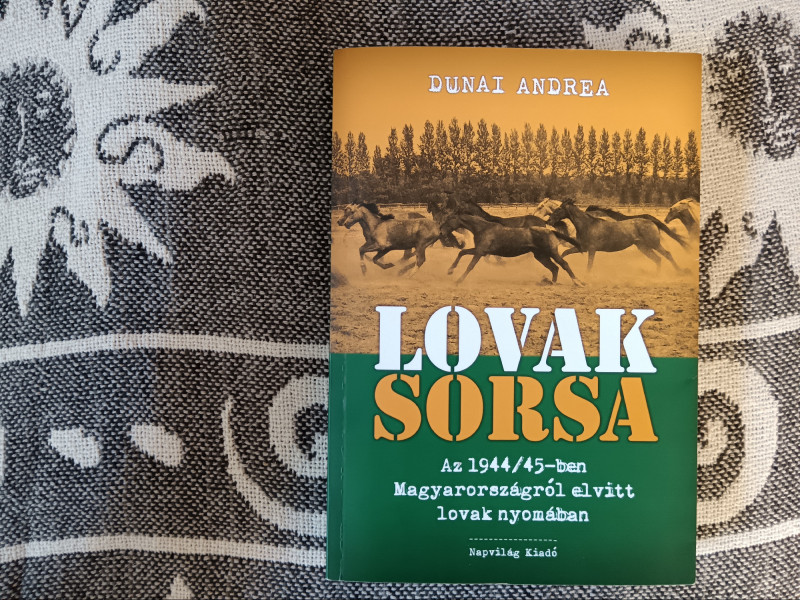 DUNAI ANDREA
LOVAK
SORSA
Az 1944/45-ben
Magyarországról elvitt
lovak nyomában
Napvilág Kiadó